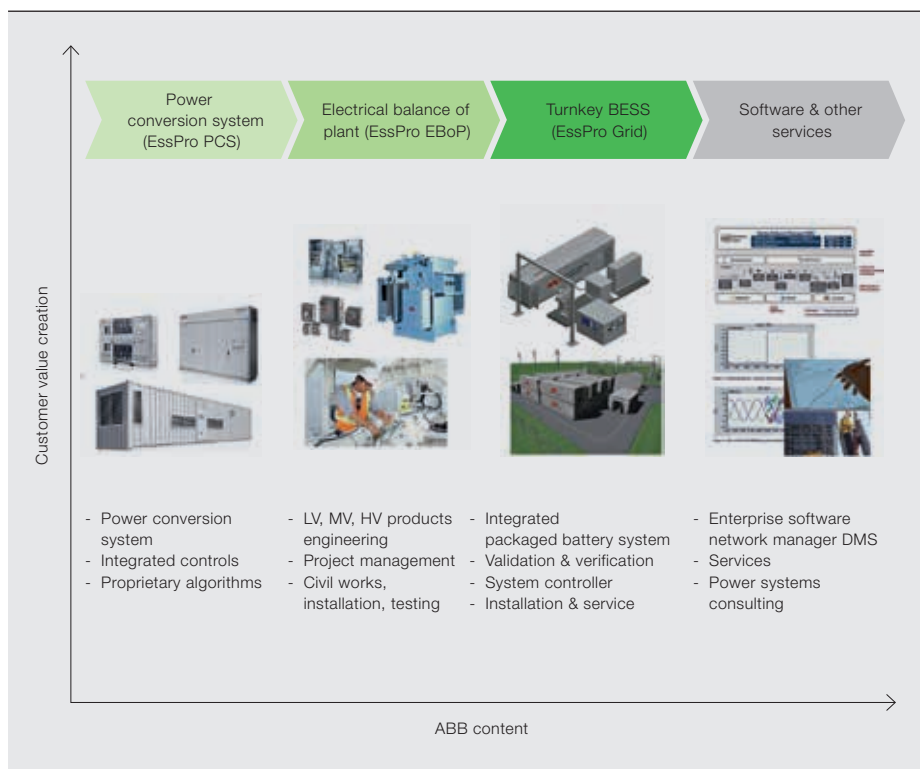 Power
conversion system
(EssPro PCS)
Electrical balance of
plant (EssPro EBoP)
Turnkey BESS
(EssPro Grid)
Software & other
services
Customer value creation
- Power conversion
system
- Integrated controls
- Proprietary algorithms
- LV, MV, HV products
engineering
- Project management
- Civil works,
installation, testing
- Integrated
packaged battery system
- Validation & verification
- System controller
- Installation & service
- Enterprise software
network manager DMS
- Services
- Power systems
consulting
ABB content